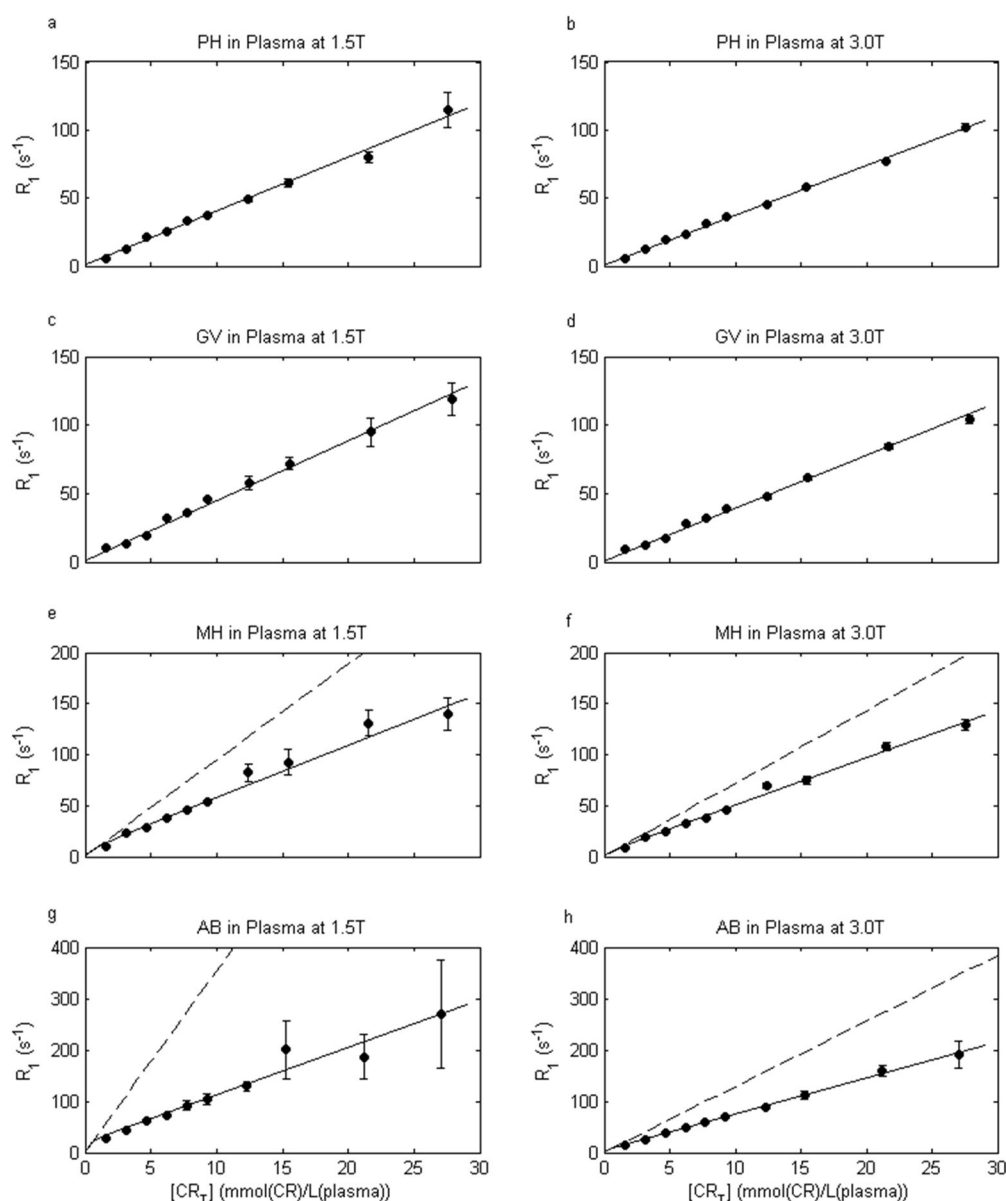 a
PH in Plasma at 1.5T
150
100
50
0
R1 (s-1)
b
PH in Plasma at 3.0T
150
100
50
0
R1 (s-1)
c
GV in Plasma at 1.5T
150
100
50
0
R1 (s-1)
d
GV in Plasma at 3.0T
150
100
50
0
R1 (s-1)
e
MH in Plasma at 1.5T
200
150
100
50
0
R1 (s-1)
f
MH in Plasma at 3.0T
200
150
100
50
0
R1 (s-1)
g
AB in Plasma at 1.5T
400
300
200
100
0
R1 (s-1)
0 5 10 15 20 25 30
[CRT] (mmol(CR)/L(plasma))
h
AB in Plasma at 3.0T
400
300
200
100
0
R1 (s-1)
0 5 10 15 20 25 30
[CRT] (mmol(CR)/L(plasma))